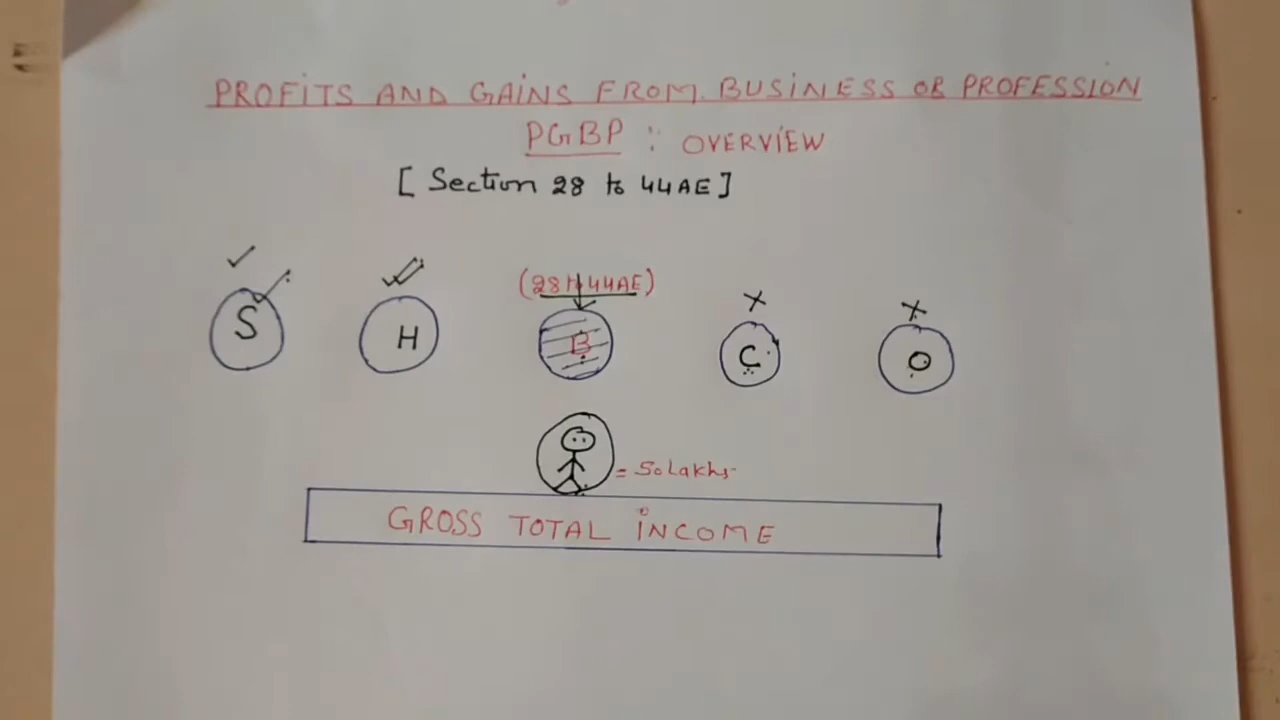 PROFITS AND GAINS FROM BUSINESS OR PROFESSION
PGBP : OVERVIEW
[ Section 28 to 44AE ]
(28 to 44AE)
S H B C O
= 50 Lakhs
GROSS TOTAL INCOME